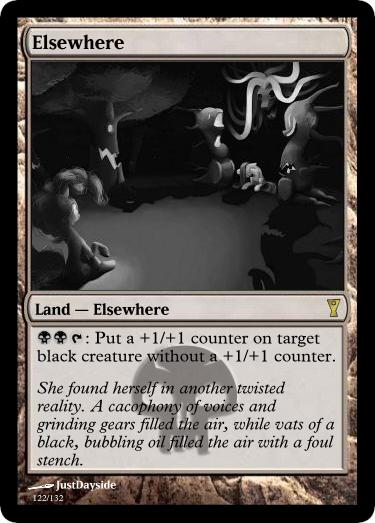 Elsewhere
Land — Elsewhere
: Put a +1/+1 counter on target
black creature without a +1/+1 counter.
She found herself in another twisted
reality. A cacophony of voices and
grinding gears filled the air, while vats of a
black, bubbling oil filled the air with a foul
stench.
JustDayside
122/132